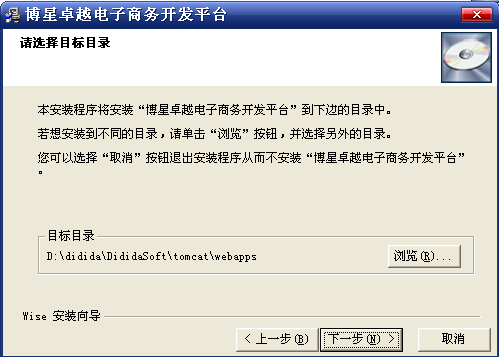 博星卓越电子商务开发平台
请选择目标目录
本安装程序将安装“博星卓越电子商务开发平台”到下边的目录中。
若想安装到不同的目录，请单击“浏览”按钮，并选择另外的目录。
您可以选择“取消”按钮退出安装程序从而不安装“博星卓越电子商务开发平台”
。
目标目录
D:\didida\DididaSoft\tomcat\webapps
浏览(R)...
Wise 安装向导
< 上一步(B)
下一步(N) >
取消